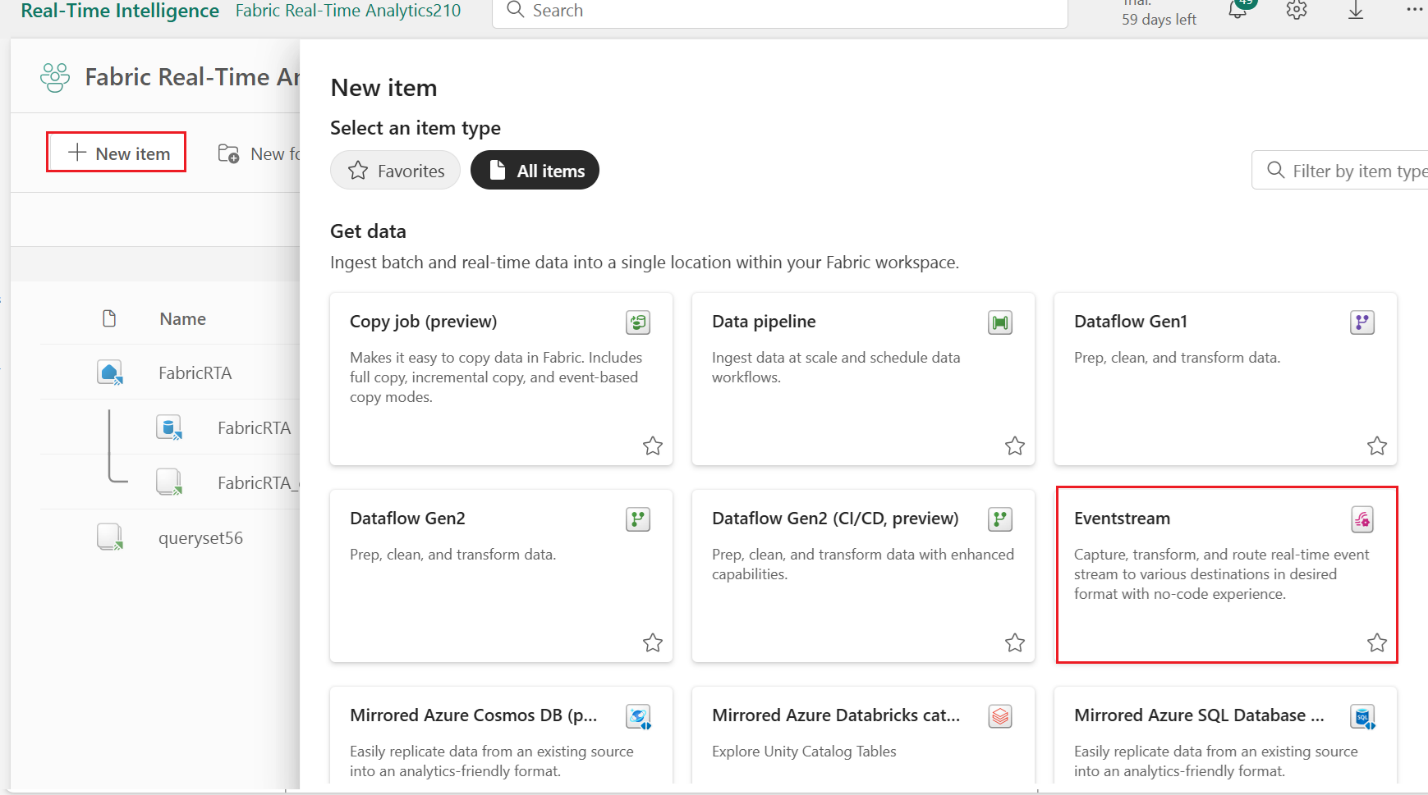 Real-Time Intelligence Fabric Real-Time Analytics210
Search
59 days left
49
Fabric Real-Time
New item
New
Name
FabricRTA
FabricRTA
FabricRTA_
queryset56
New item
Select an item type
Favorites
All items
Filter by item type
Get data
Ingest batch and real-time data into a single location within your Fabric workspace.
Copy job (preview)
Makes it easy to copy data in Fabric. Includes
full copy, incremental copy, and event-based
copy modes.
Data pipeline
Ingest data at scale and schedule data
workflows.
Dataflow Gen1
Prep, clean, and transform data.
Dataflow Gen2
Prep, clean, and transform data.
Dataflow Gen2 (CI/CD, preview)
Prep, clean, and transform data with enhanced
capabilities.
Eventstream
Capture, transform, and route real-time event
stream to various destinations in desired
format with no-code experience.
Mirrored Azure Cosmos DB (p...
Easily replicate data from an existing source
into an analytics-friendly format.
Mirrored Azure Databricks cat...
Explore Unity Catalog Tables
Mirrored Azure SQL Database ...
SQL
Easily replicate data from an existing source
into an analytics-friendly format.